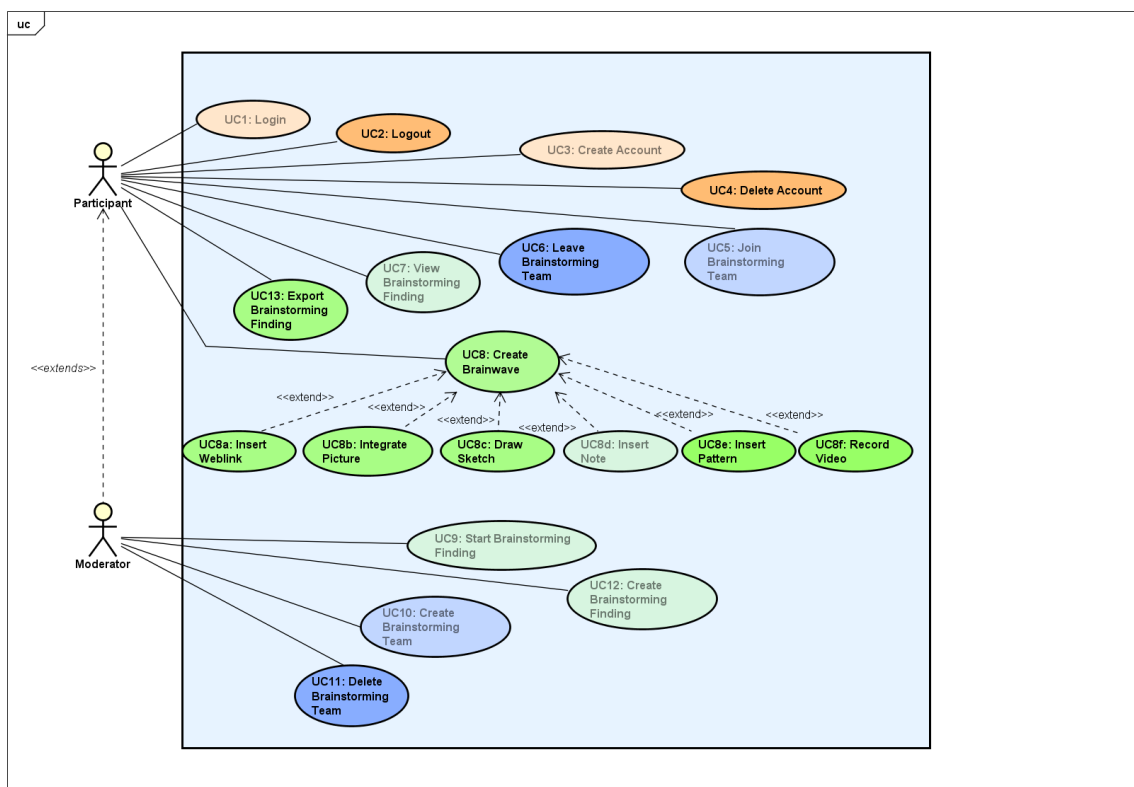 uc
UC1: Login
UC2: Logout
UC3: Create Account
UC4: Delete Account
Participant
UC6: Leave
Brainstorming
Team
UC5: Join
Brainstorming
Team
UC7: View
Brainstorming
Finding
UC13: Export
Brainstorming
Finding
UC8: Create
Brainwave
<<extends>>
<<extend>>
<<extend>>
<<extend>>
<<extend>>
<<extend>>
<<extend>>
UC8a: Insert
Weblink
UC8b: Integrate
Picture
UC8c: Draw
Sketch
UC8d: Insert
Note
UC8e: Insert
Pattern
UC8f: Record
Video
Moderator
UC9: Start Brainstorming
Finding
UC12: Create
Brainstorming
Finding
UC10: Create
Brainstorming
Team
UC11: Delete
Brainstorming
Team